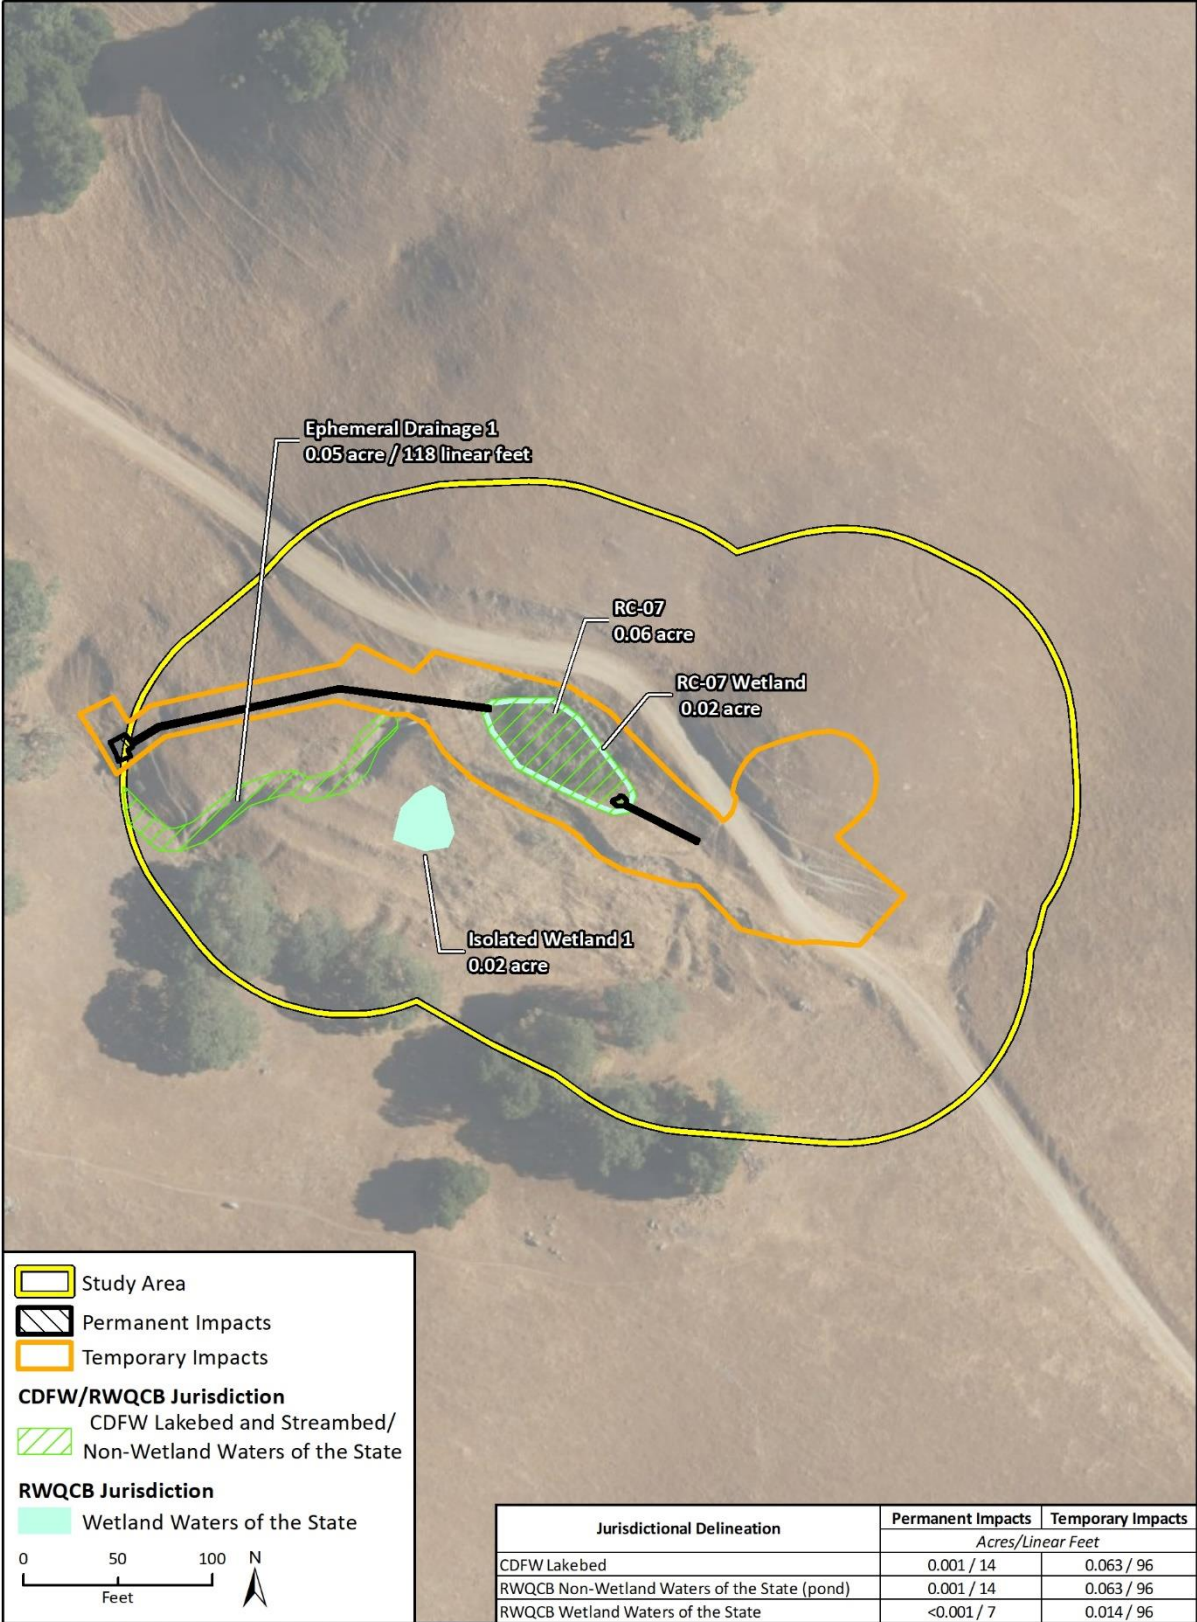 Ephemeral Drainage 1
0.05 acre / 118 linear feet
RC-07
0.06 acre
RC-07 Wetland
0.02 acre
Isolated Wetland 1
0.02 acre
Study Area
Permanent Impacts
Temporary Impacts
CDFW/RWQCB Jurisdiction
CDFW Lakebed and Streambed/
Non-Wetland Waters of the State
RWQCB Jurisdiction
Wetland Waters of the State
0 50 100 N
Feet
Jurisdictional Delineation Permanent Impacts Temporary Impacts
Acres/Linear Feet
CDFW Lakebed 0.001 / 14 0.063 / 96
RWQCB Non-Wetland Waters of the State (pond) 0.001 / 14 0.063 / 96
RWQCB Wetland Waters of the State <0.001 / 7 0.014 / 96